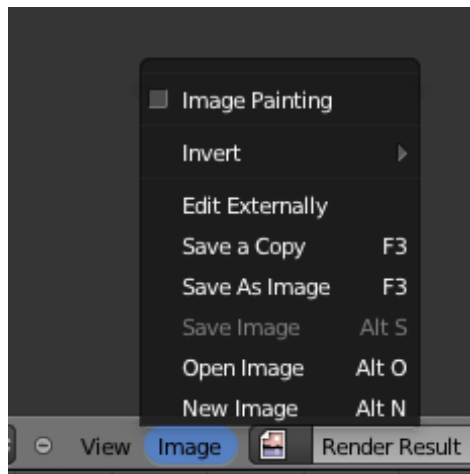 Image Painting
Invert
Edit Externally
Save a Copy F3
Save As Image F3
Save Image Alt S
Open Image Alt O
New Image Alt N
View Image Render Result